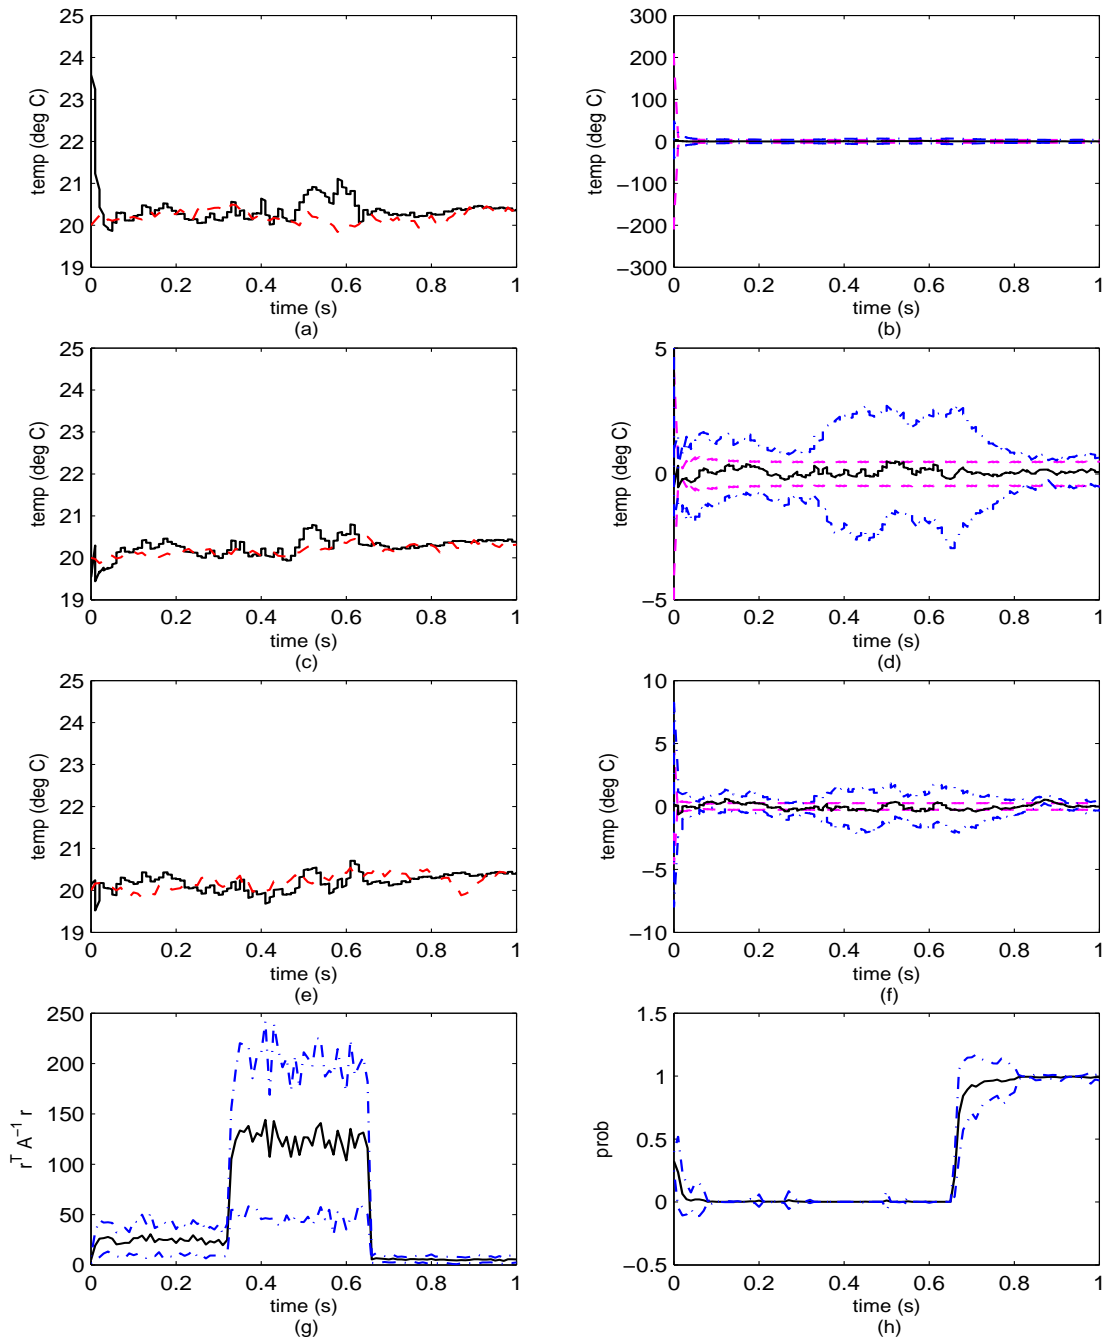 25
24
23
22
21
20
19
temp (deg C)
0 0.2 0.4 0.6 0.8 1
time (s)
(a)
300
200
100
0
−100
−200
−300
temp (deg C)
0 0.2 0.4 0.6 0.8 1
time (s)
(b)
25
24
23
22
21
20
19
temp (deg C)
0 0.2 0.4 0.6 0.8 1
time (s)
(c)
5
0
−5
temp (deg C)
0 0.2 0.4 0.6 0.8 1
time (s)
(d)
25
24
23
22
21
20
19
temp (deg C)
0 0.2 0.4 0.6 0.8 1
time (s)
(e)
10
5
0
−5
−10
temp (deg C)
0 0.2 0.4 0.6 0.8 1
time (s)
(f)
250
200
150
100
50
0
r^T A^−1 r
0 0.2 0.4 0.6 0.8 1
time (s)
(g)
1.5
1
0.5
0
−0.5
prob
0 0.2 0.4 0.6 0.8 1
time (s)
(h)